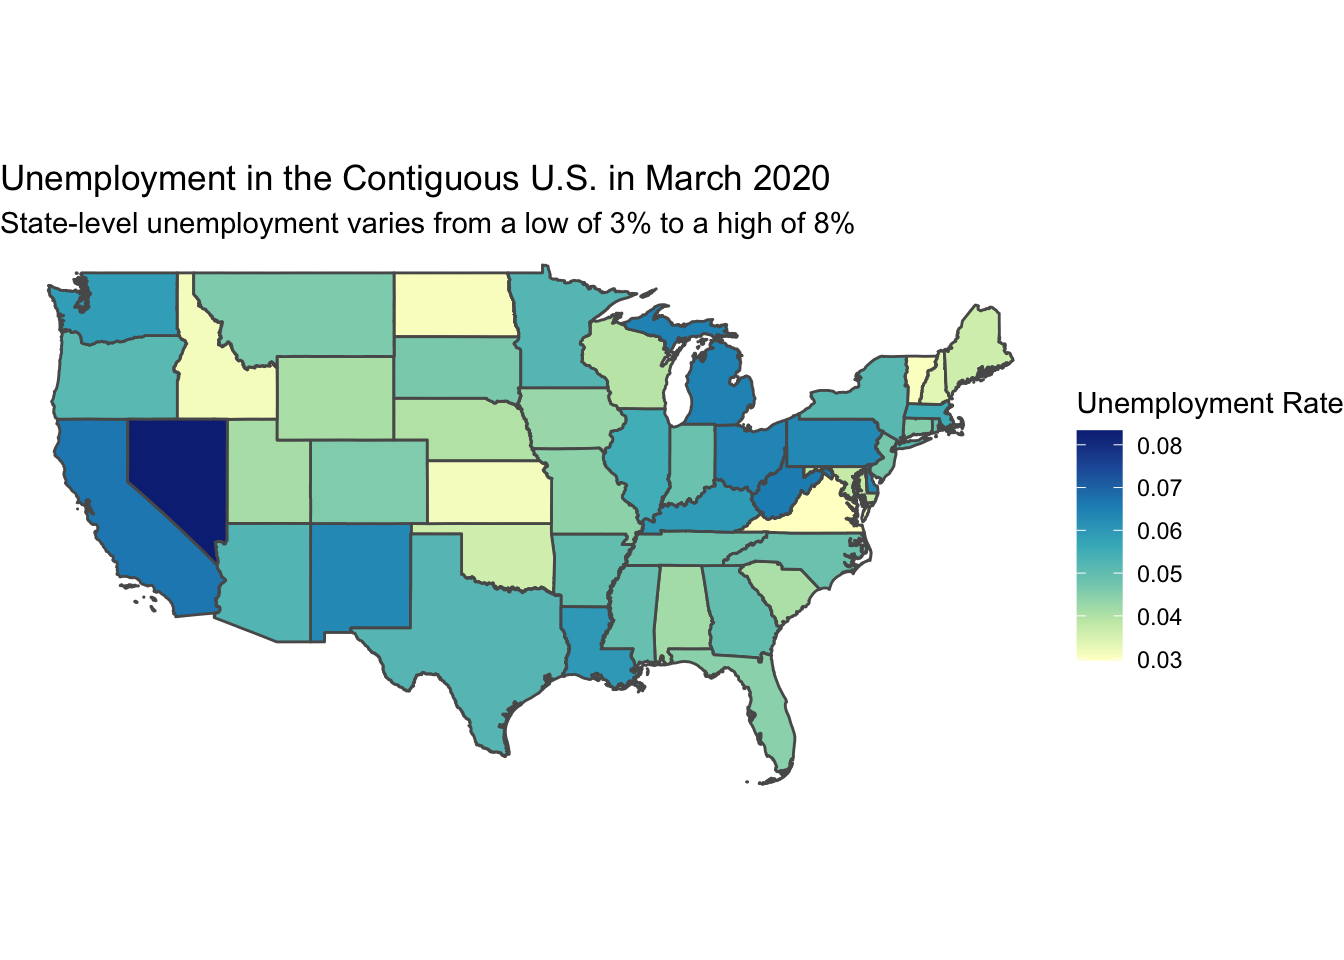 Unemployment in the Contiguous U.S. in March 2020
State-level unemployment varies from a low of 3% to a high of 8%
Unemployment Rate
0.08
0.07
0.06
0.05
0.04
0.03